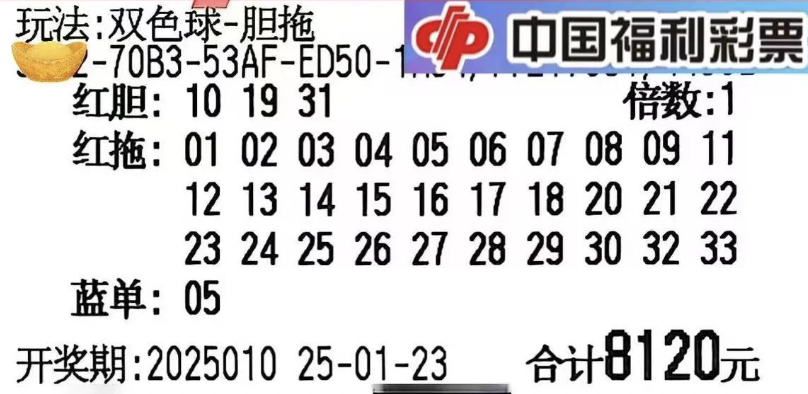 玩法:双色球-胆拖
中国福利彩票
2-70B3-53AF-ED50-1
红胆: 10 19 31 倍数:1
红拖: 01 02 03 04 05 06 07 08 09 11
12 13 14 15 16 17 18 20 21 22
23 24 25 26 27 28 29 30 32 33
蓝单: 05
开奖期:2025010 25-01-23 合计8120元